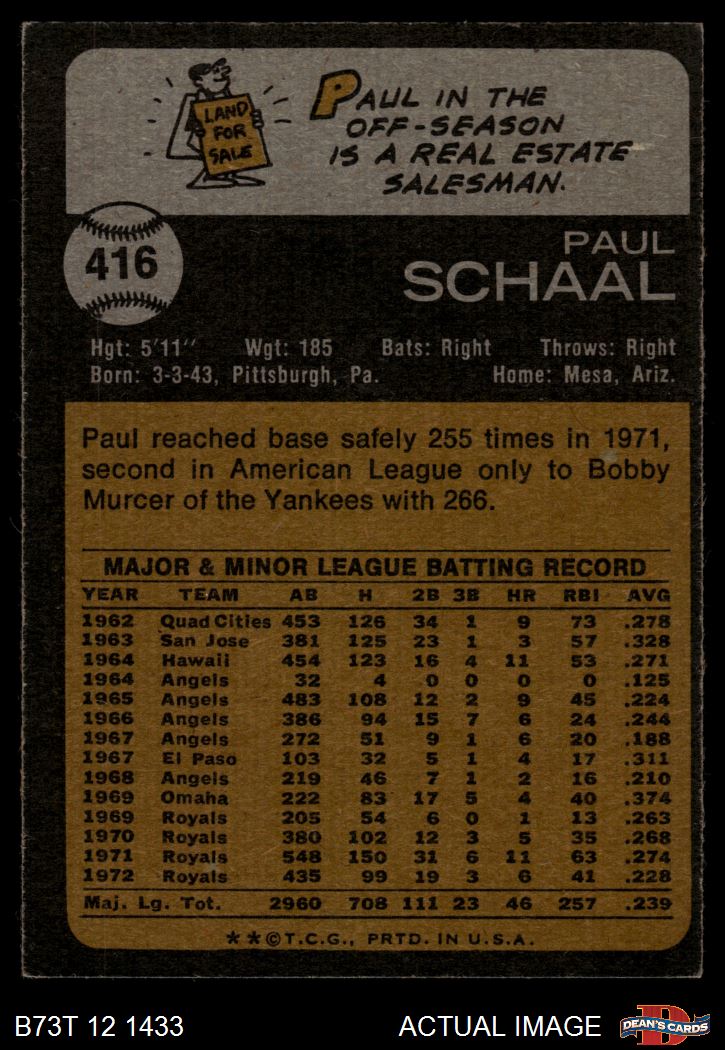 LAND
FOR
SALE
PAUL IN THE
OFF-SEASON
IS A REAL ESTATE
SALESMAN.
416
PAUL
SCHAAL
Hgt: 5'11" Wgt: 185 Bats: Right Throws: Right
Born: 3-3-43, Pittsburgh, Pa. Home: Mesa, Ariz.
Paul reached base safely 255 times in 1971,
second in American League only to Bobby
Murcer of the Yankees with 266.
MAJOR & MINOR LEAGUE BATTING RECORD
YEAR TEAM AB H 2B 3B HR RBI AVG
1962 Quad Cities 453 126 34 1 9 73 .278
1963 San Jose 381 125 23 1 3 57 .328
1964 Hawaii 454 123 16 4 11 53 .271
1964 Angels 32 4 0 0 0 0 .125
1965 Angels 483 108 12 2 9 45 .224
1966 Angels 386 94 15 7 6 24 .244
1967 Angels 272 51 9 1 6 20 .188
1967 El Paso 103 32 5 1 4 17 .311
1968 Angels 219 46 7 1 2 16 .210
1969 Omaha 222 83 17 5 4 40 .374
1969 Royals 205 54 6 0 1 13 .263
1970 Royals 380 102 12 3 5 35 .268
1971 Royals 548 150 31 6 11 63 .274
1972 Royals 435 99 19 3 6 41 .228
Maj. Lg. Tot. 2960 708 111 23 46 257 .239
**©T.C.G., PRTD. IN U.S.A.
B73T 12 1433 ACTUAL IMAGE
D
DEAN'S CARDS